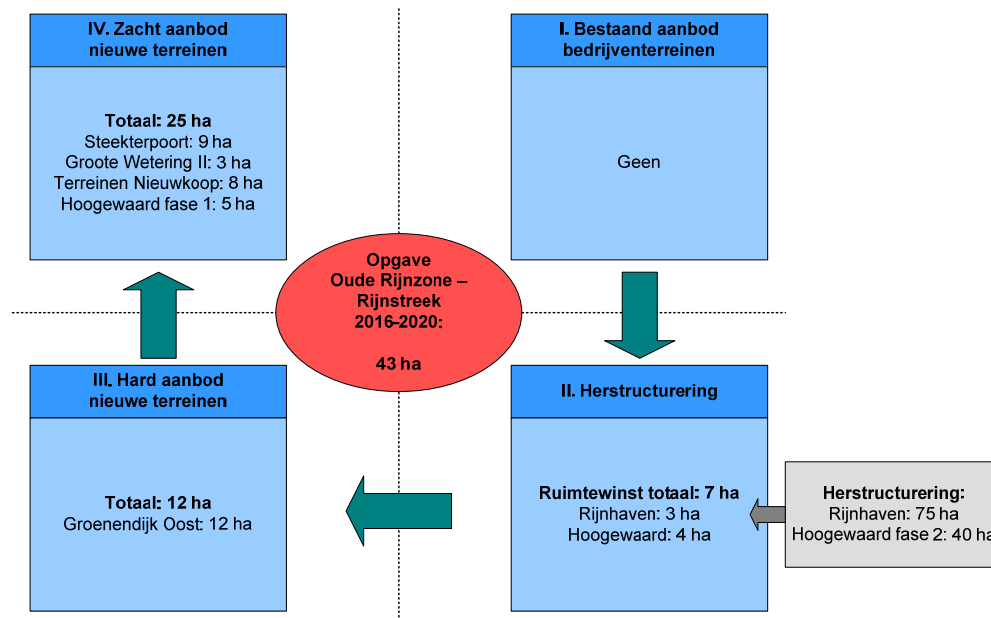 IV. Zacht aanbod
nieuwe terreinen
Totaal: 25 ha
Steekterpoort: 9 ha
Groote Wetering II: 3 ha
Terreinen Nieuwkoop: 8 ha
Hoogewaard fase 1: 5 ha
I. Bestaand aanbod
bedrijventerreinen
Geen
Opgave
Oude Rijnzone –
Rijnstreek
2016-2020:
43 ha
III. Hard aanbod
nieuwe terreinen
Totaal: 12 ha
Groenendijk Oost: 12 ha
II. Herstructurering
Ruimtewinst totaal: 7 ha
Rijnhaven: 3 ha
Hoogewaard: 4 ha
Herstructurering:
Rijnhaven: 75 ha
Hoogewaard fase 2: 40 ha